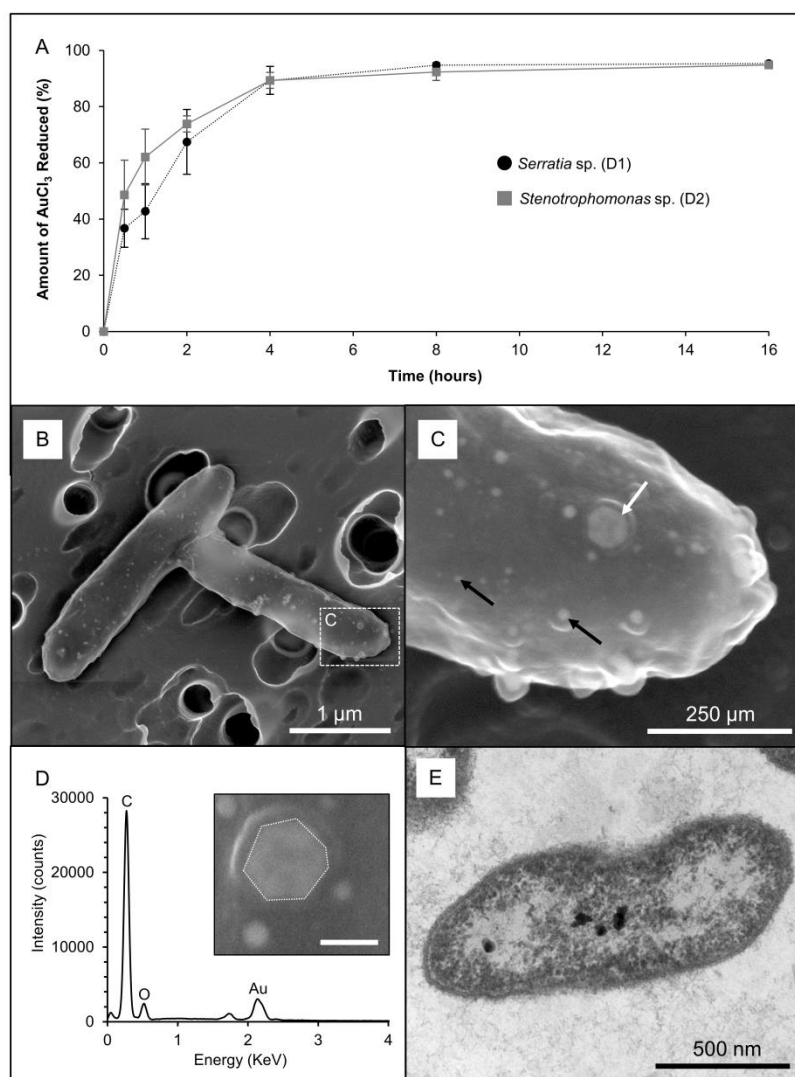 A
100
80
60
40
20
0
Amount of AuCl₃ Reduced (%)
Serratia sp. (D1)
Stenotrophomonas sp. (D2)
0 2 4 6 8 10 12 14 16
Time (hours)
B
C
1 µm
C
250 µm
D
30000
20000
10000
0
Intensity (counts)
C
O
Au
0 1 2 3 4
Energy (KeV)
E
500 nm